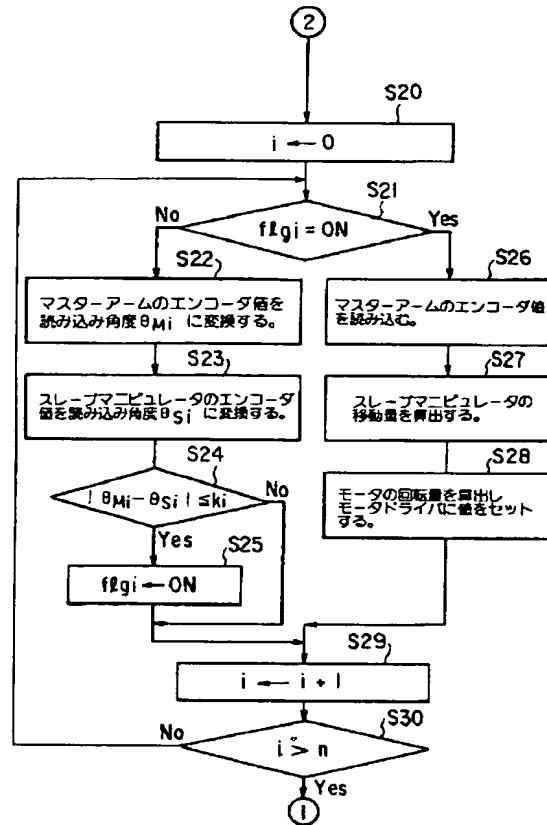 2
S20
i ← 0
S21
No
flgi = ON
Yes
S22
マスターアームのエンコーダ値を
読み込み角度θMi に変換する。
S26
マスターアームのエンコーダ値
を読み込む。
S23
スレーブマニピュレータのエンコーダ
値を読み込み角度θSi に変換する。
S27
スレーブマニピュレータの
移動量を算出する。
S24
| θMi − θSi | ≤ ki
No
Yes
S28
モータの回転量を算出し
モータドライバに値をセット
する。
S25
flgi ← ON
S29
i ← i + 1
S30
No
i > n
Yes
1